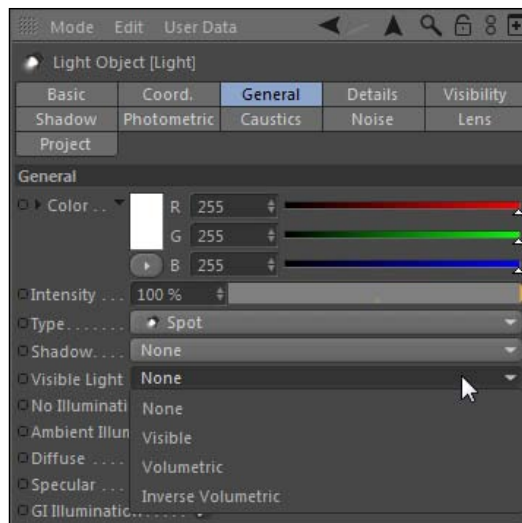 Mode Edit User Data
Light Object [Light]
Basic Coord. General Details Visibility
Shadow Photometric Caustics Noise Lens
Project
General
Color . . R 255
G 255
B 255
Intensity . . . 100 %
Type. . . . . . . Spot
Shadow. . . . None
Visible Light None
No Illuminati None
Ambient Illun Visible
Diffuse . . . . Volumetric
Specular . . . Inverse Volumetric
GI Illumination. . . . . .